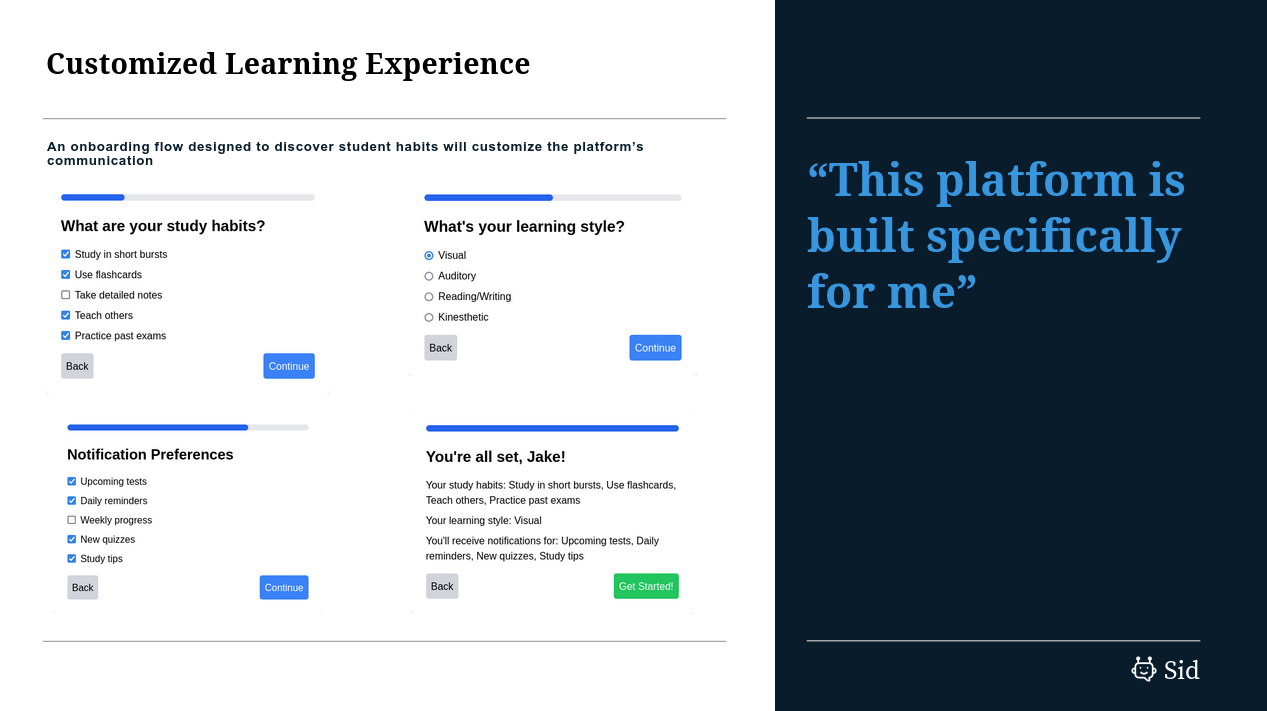 Customized Learning Experience
An onboarding flow designed to discover student habits will customize the platform’s
communication
What are your study habits?
Study in short bursts
Use flashcards
Take detailed notes
Teach others
Practice past exams
Back
Continue
What's your learning style?
Visual
Auditory
Reading/Writing
Kinesthetic
Back
Continue
Notification Preferences
Upcoming tests
Daily reminders
Weekly progress
New quizzes
Study tips
Back
Continue
You're all set, Jake!
Your study habits: Study in short bursts, Use flashcards,
Teach others, Practice past exams
Your learning style: Visual
You'll receive notifications for: Upcoming tests, Daily
reminders, New quizzes, Study tips
Back
Get Started!
“This platform is
built specifically
for me”
Sid